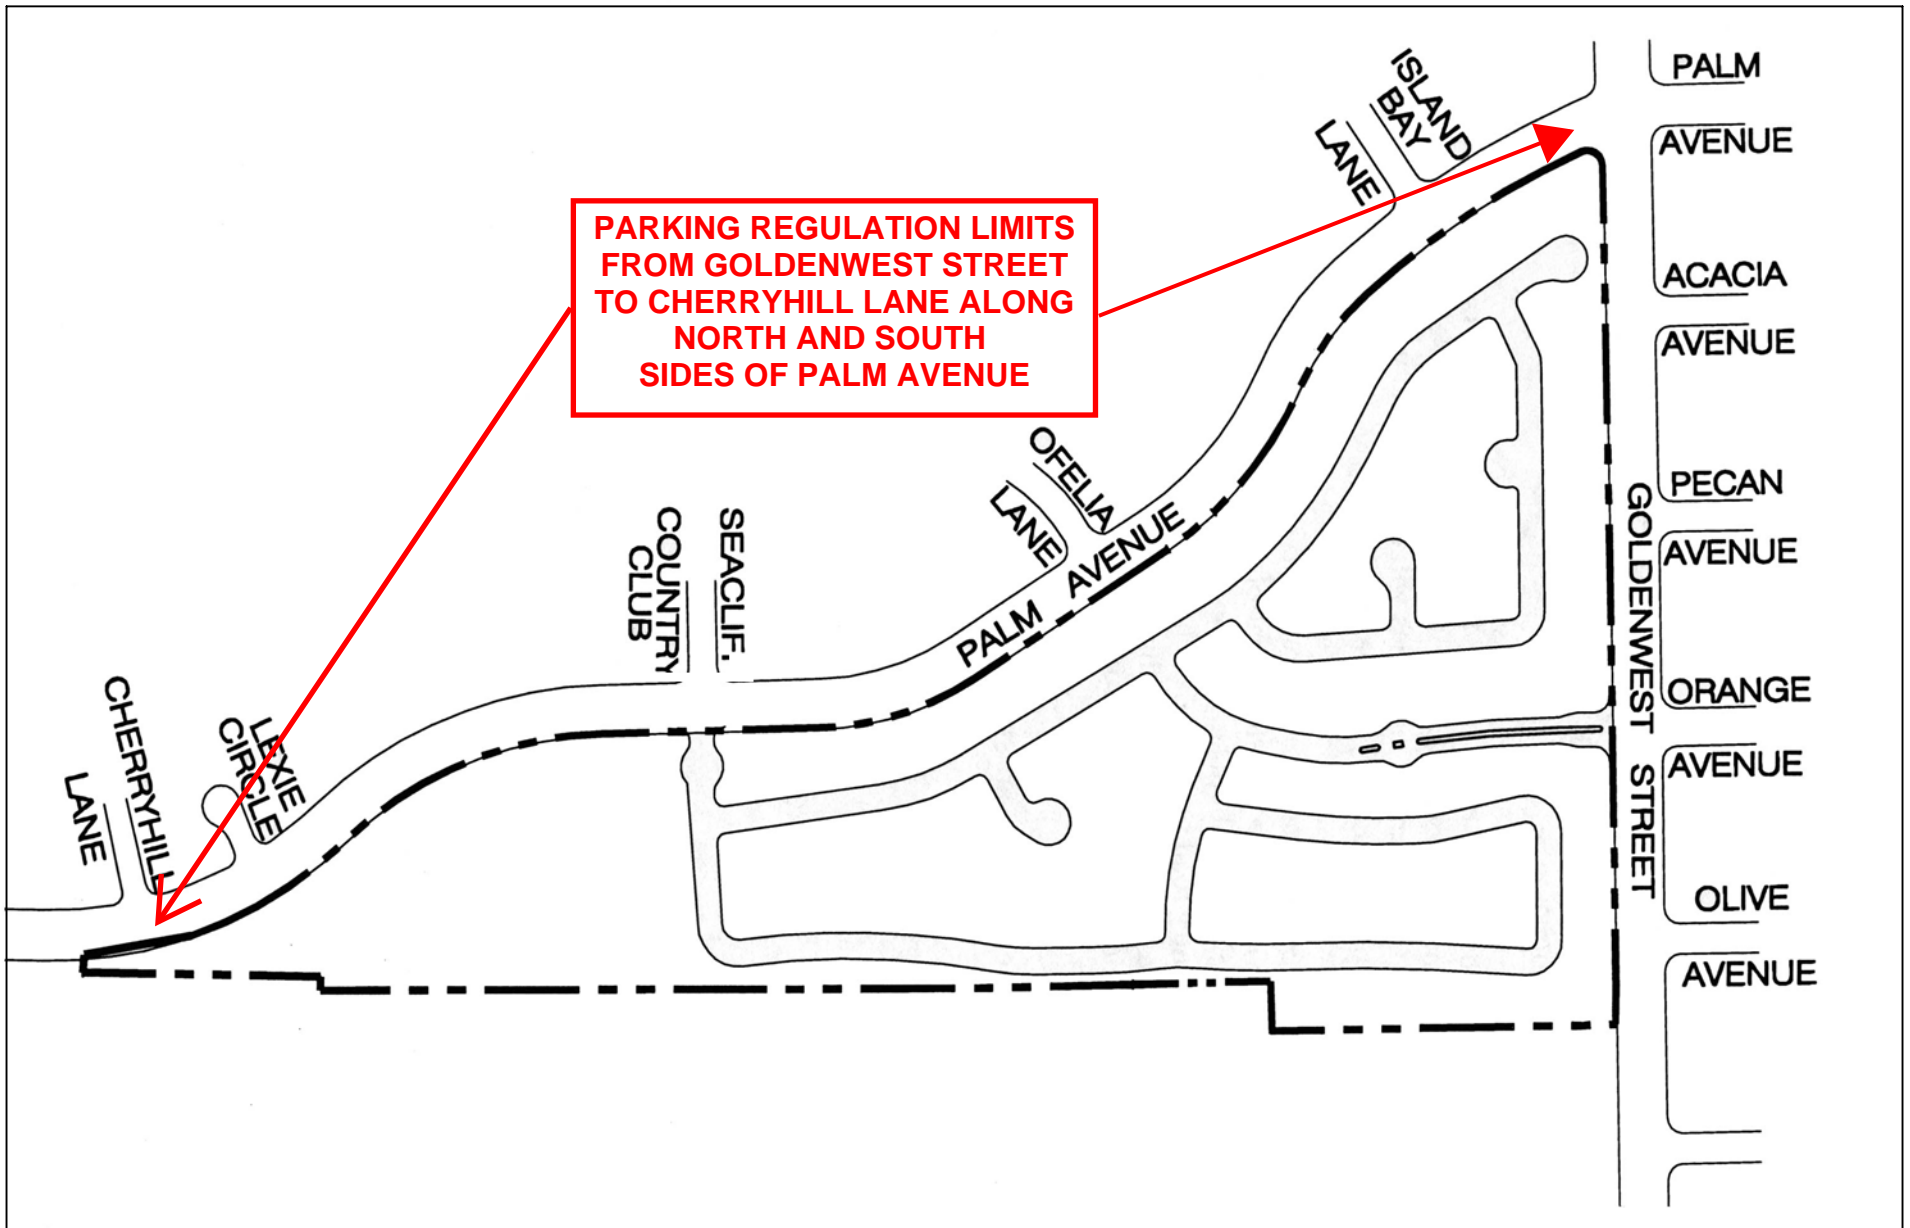 PALM
AVENUE
ISLAND
BAY
LANE
PARKING REGULATION LIMITS
FROM GOLDENWEST STREET
TO CHERRYHILL LANE ALONG
NORTH AND SOUTH
SIDES OF PALM AVENUE
ACACIA
AVENUE
OFELIA
LANE
PECAN
AVENUE
SEACLIF.
COUNTRY
CLUB
PALM AVENUE
GOLDENWEST STREET
ORANGE
AVENUE
LEXIE
CIRCLE
CHERRYHILL
LANE
OLIVE
AVENUE